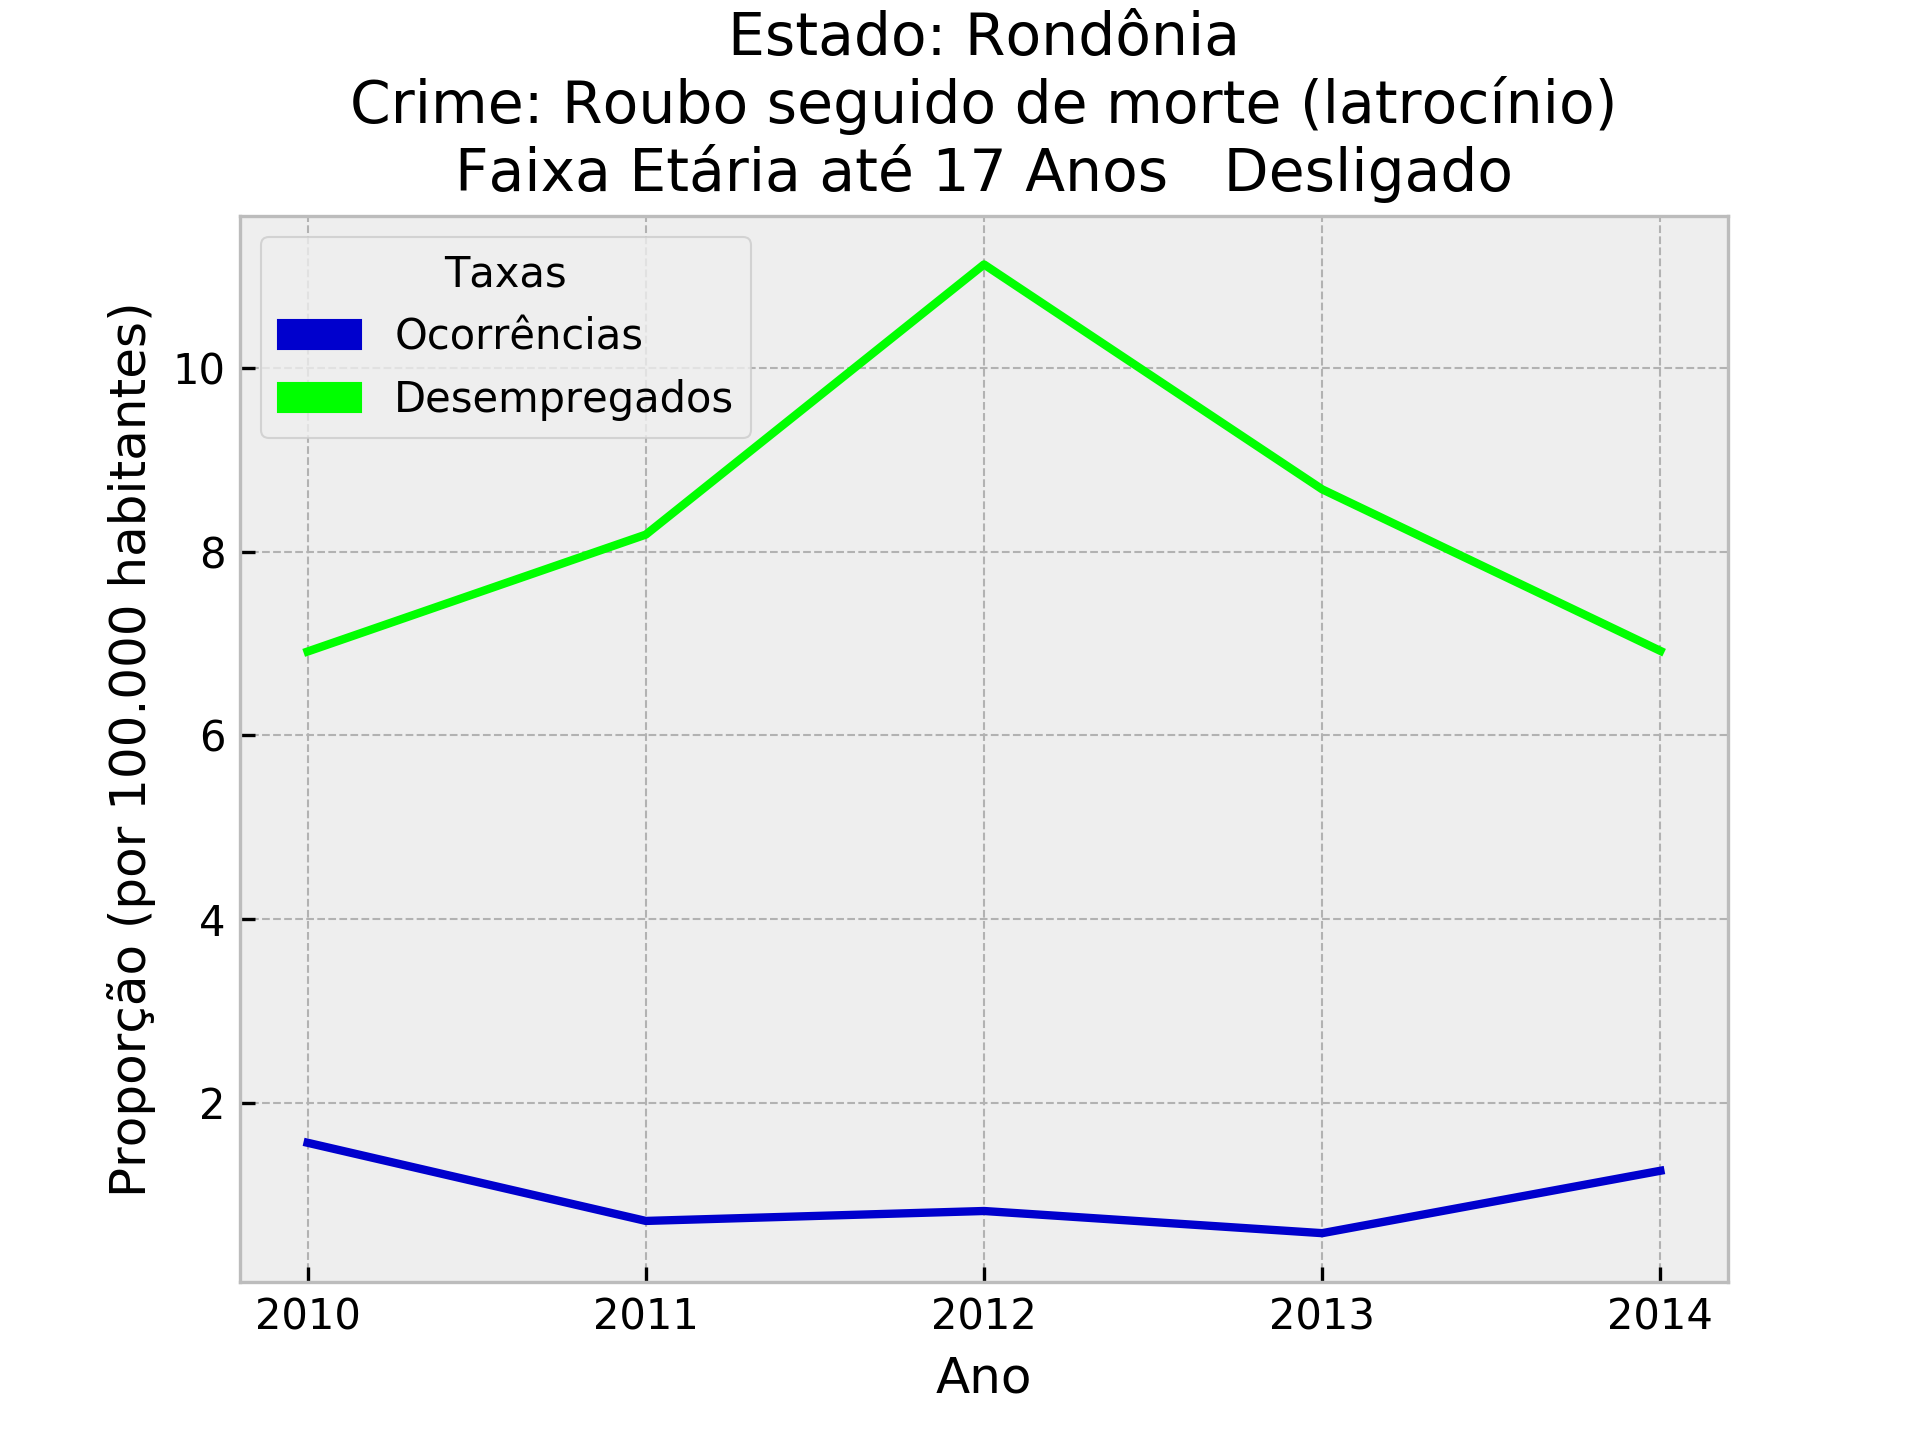 Estado: Rondônia
Crime: Roubo seguido de morte (latrocínio)
Faixa Etária até 17 Anos   Desligado
Taxas
Ocorrências
Desempregados
Proporção (por 100.000 habitantes)
10
8
6
4
2
2010 2011 2012 2013 2014
Ano